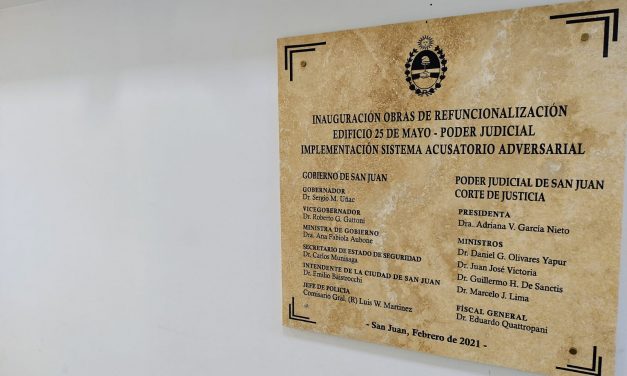 INAUGURACIÓN OBRAS DE REFUNCIONALIZACIÓN
EDIFICIO 25 DE MAYO - PODER JUDICIAL
IMPLEMENTACIÓN SISTEMA ACUSATORIO ADVERSARIAL
GOBIERNO DE SAN JUAN
GOBERNADOR
Dr. Sergio M. Uñac
VICEGOBERNADOR
Dr. Roberto G. Gattoni
MINISTRA DE GOBIERNO
Dra. Ana Fabiola Aubone
SECRETARIO DE ESTADO DE SEGURIDAD
Dr. Carlos Munisaga
INTENDENTE DE LA CIUDAD DE SAN JUAN
Dr. Emilio Baistrocchi
JEFE DE POLICIA
Comisario Gral. (R) Luis W. Martinez
PODER JUDICIAL DE SAN JUAN
CORTE DE JUSTICIA
PRESIDENTA
Dra. Adriana V. García Nieto
MINISTROS
Dr. Daniel G. Olivares Yapur
Dr. Juan José Victoria
Dr. Guillermo H. De Sanctis
Dr. Marcelo J. Lima
FISCAL GENERAL
Dr. Eduardo Quattropani
- San Juan, Febrero de 2021 -